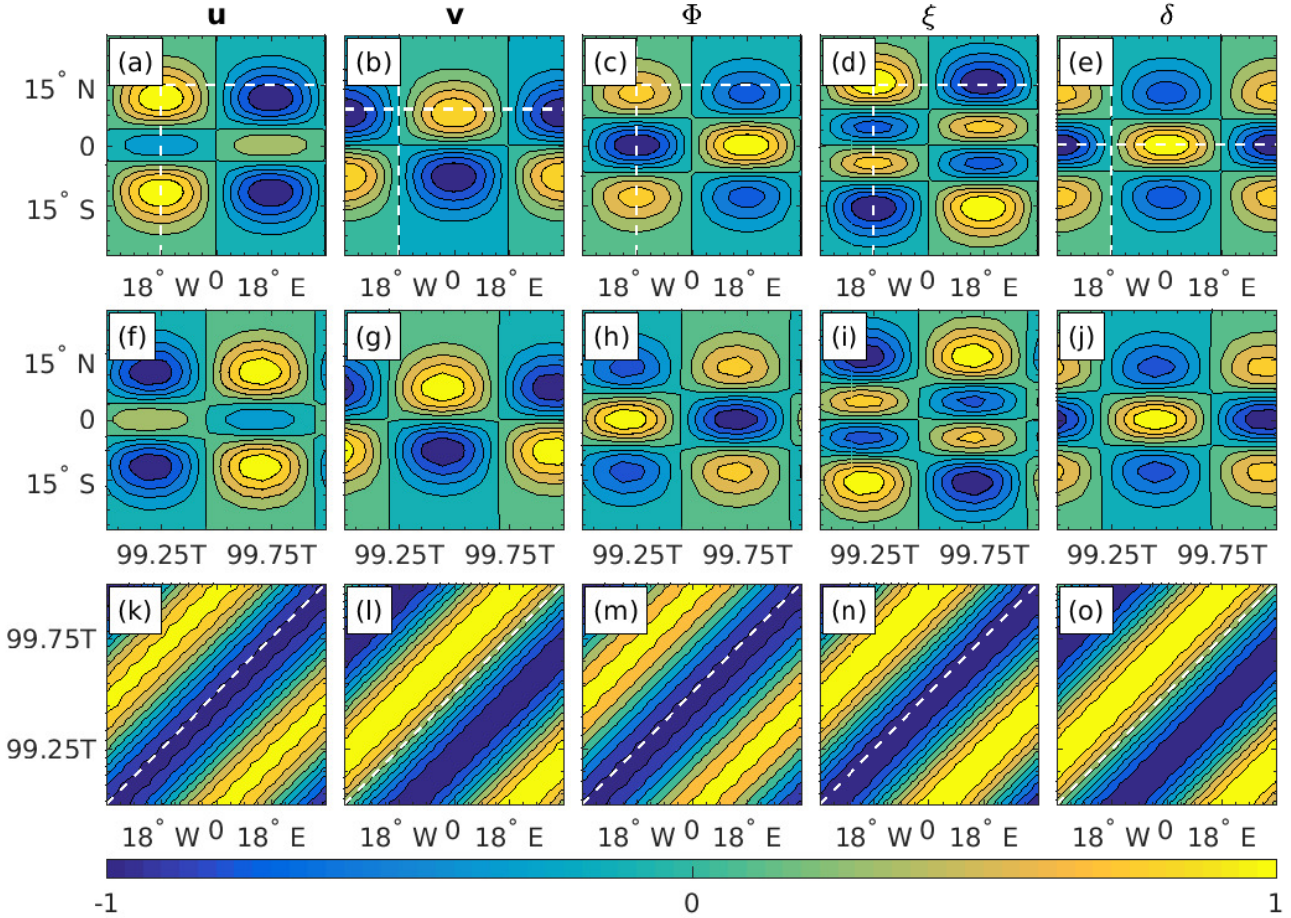 u v Φ ξ δ
(a) (b) (c) (d) (e)
15° N
0
15° S
18° W 0 18° E 18° W 0 18° E 18° W 0 18° E 18° W 0 18° E 18° W 0 18° E
(f) (g) (h) (i) (j)
15° N
0
15° S
99.25T 99.75T 99.25T 99.75T 99.25T 99.75T 99.25T 99.75T 99.25T 99.75T
(k) (l) (m) (n) (o)
99.75T
99.25T
18° W 0 18° E 18° W 0 18° E 18° W 0 18° E 18° W 0 18° E 18° W 0 18° E
-1 0 1